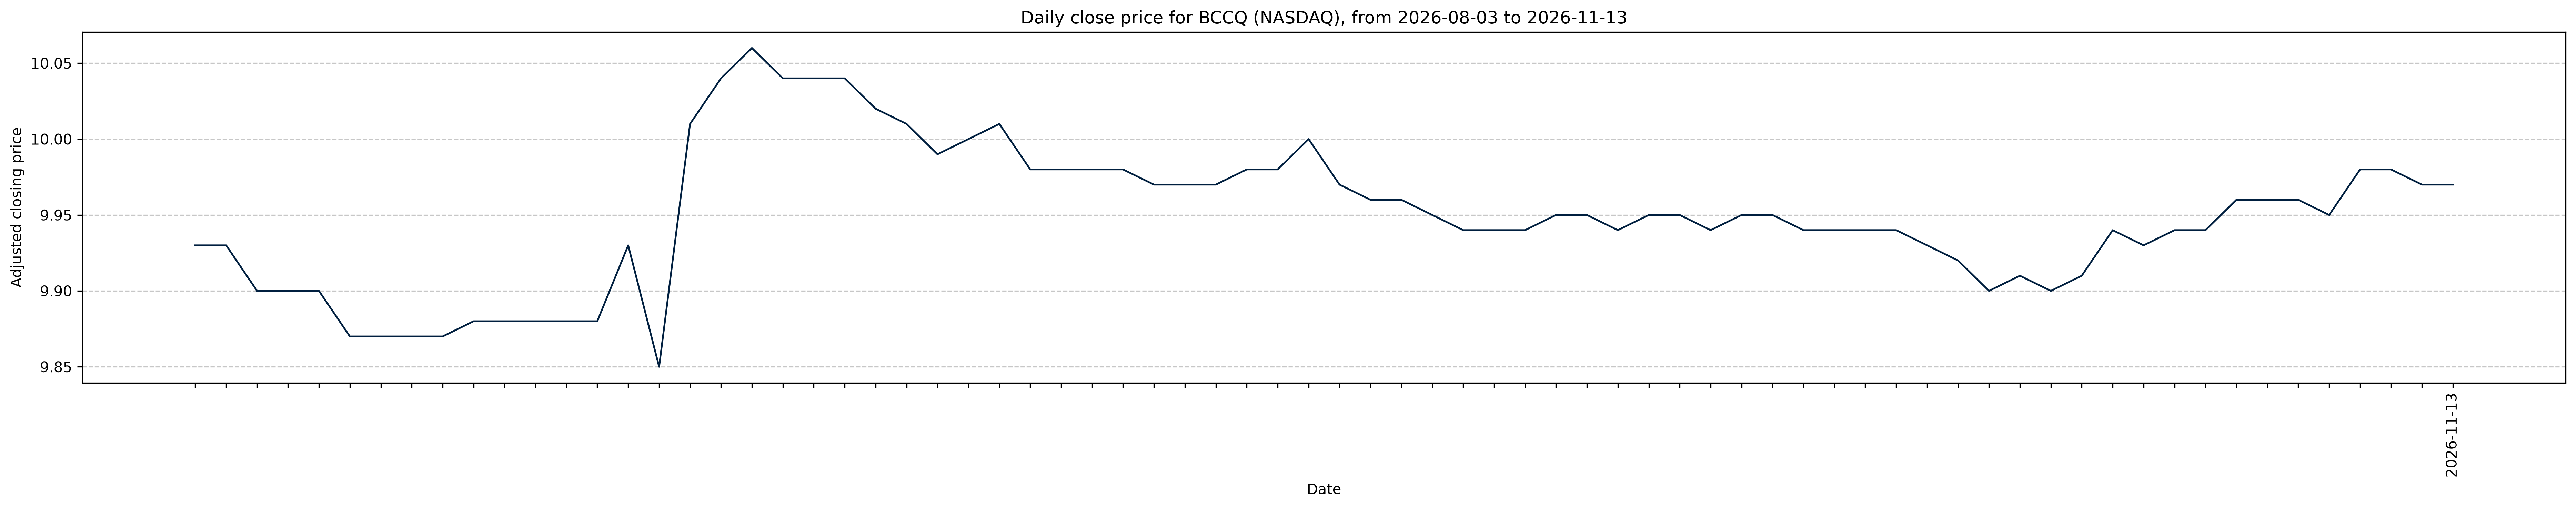 Daily close price for BCCQ (NASDAQ), from 2026-08-03 to 2026-11-13
Adjusted closing price
10.05
10.00
9.95
9.90
9.85
2026-11-13
Date